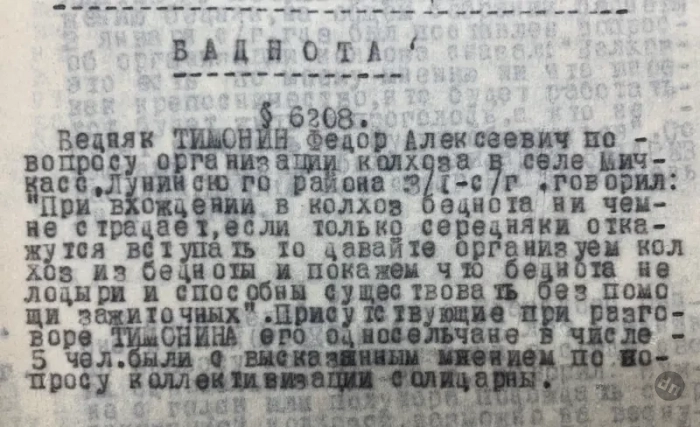 БАДНОТА
§ 6208.
Бедняк ТИМОНИН Федор Алексеевич по -
вопросу организации колхоза в селе Мич-
касс.Лунинскюго района 3/I-с/г .говорил:
"При вхождении в колхоз беднота ни чем-
не страдает,если только середняки отка-
жутся вступать то давайте организуем кол
хоз из бедноты и покажем что беднота не
лодыри и способны существовать без помо
щи зажиточных".Присутствующие при разго-
воре ТИМОНИНА его односельчане в числе -
5 чел.были с высказанным мнением по во-
просу коллективизации солидарны.